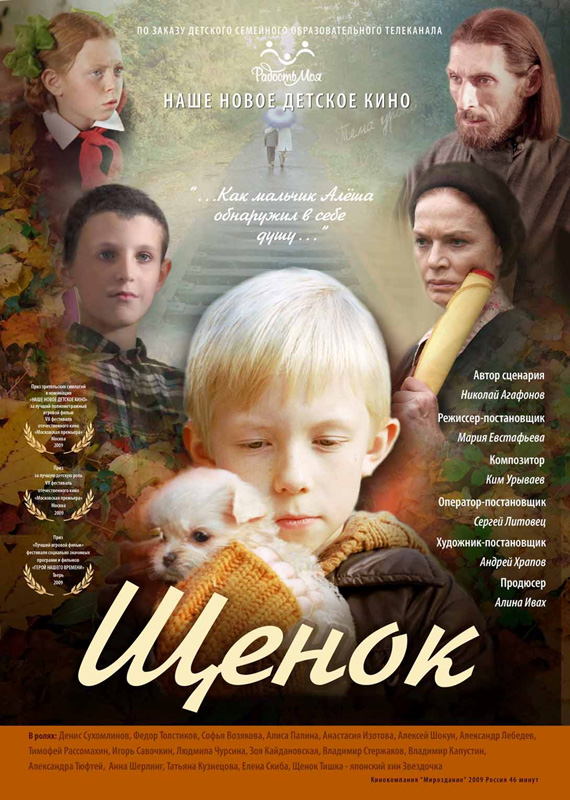 ПО ЗАКАЗУ ДЕТСКОГО СЕМЕЙНОГО ОБРАЗОВАТЕЛЬНОГО ТЕЛЕКАНАЛА
Радость Моя
НАШЕ НОВОЕ ДЕТСКОЕ КИНО
Тема
"...Как мальчик Алёша
обнаружил в себе
душу..."
Приз зрительских симпатий
в номинации
«НАШЕ НОВОЕ ДЕТСКОЕ КИНО»
за лучший полнометражный
игровой фильм
VII фестиваль
отечественного кино
«Московская премьера»
Москва
2009
Приз
за лучшую детскую роль
VII фестиваль
отечественного кино
«Московская премьера»
Москва
2009
Приз
«Лучший игровой фильм»
фестиваля социально значимых
программ и фильмов
«ГЕРОЙ НАШЕГО ВРЕМЕНИ»
Тверь
2009
Автор сценария
Николай Агафонов
Режиссер-постановщик
Мария Евстафьева
Композитор
Ким Урываев
Оператор-постановщик
Сергей Литовец
Художник-постановщик
Андрей Храпов
Продюсер
Алина Ивах
Щенок
В ролях: Денис Сухомлинов, Федор Толстиков, Софья Возякова, Алиса Папина, Анастасия Изотова, Алексей Шокун, Александр Лебедев,
Тимофей Рассомахин, Игорь Савочкин, Людмила Чурсина, Зоя Кайдановская, Владимир Стержаков, Владимир Капустин,
Александра Тюфтей, Анна Шерлинг, Татьяна Кузнецова, Елена Скиба, Щенок Тишка - японский хин Звездочка
Кинокомпания "Мироздание" 2009 Россия 46 минут